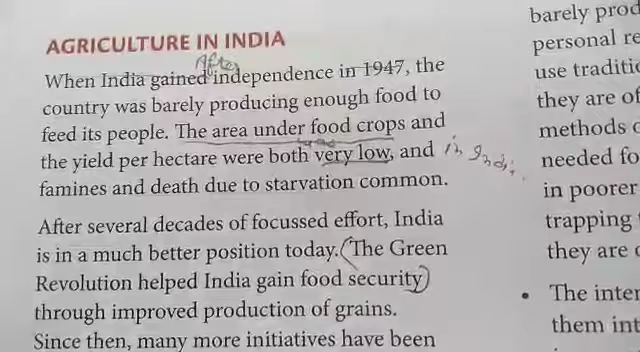 AGRICULTURE IN INDIA
After
When India gained independence in 1947, the
country was barely producing enough food to
feed its people. The area under food crops and
the yield per hectare were both very low, and in
famines and death due to starvation common.
After several decades of focussed effort, India
is in a much better position today. (The Green
Revolution helped India gain food security)
through improved production of grains.
Since then, many more initiatives have been
barely prod
personal re
use traditio
they are of
methods o
needed fo
in poorer
trapping
they are
• The inter
them int